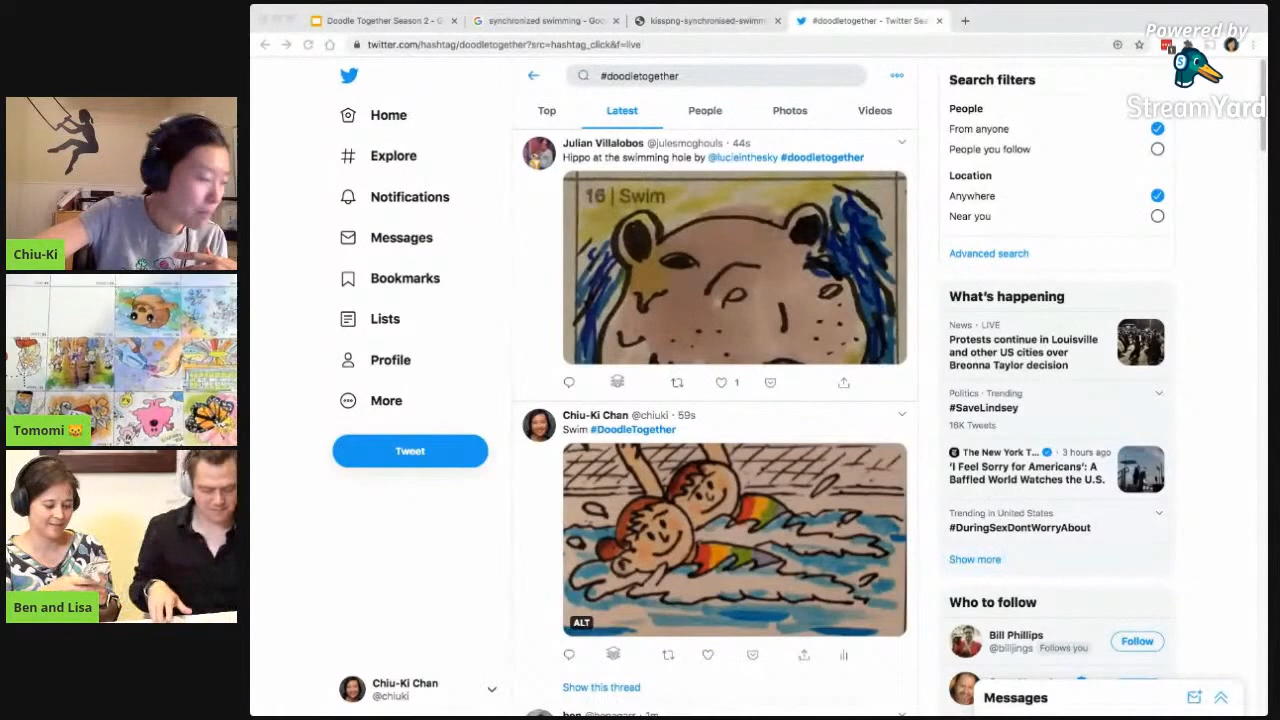 Doodle Together Season 2 - G
synchronized swimming - Goo
kisspng-synchronised-swimm
#doodletogether - Twitter Sea
twitter.com/hashtag/doodletogether?src=hashtag_click&f=live
Powered by
StreamYard
Chiu-Ki
Tomomi
Ben and Lisa
Home
Explore
Notifications
Messages
Bookmarks
Lists
Profile
More
Tweet
Chiu-Ki Chan
@chiuki
#doodletogether
Top Latest People Photos Videos
Julian Villalobos @julesmcghouls · 44s
Hippo at the swimming hole by @lucieinthesky #doodletogether
16 | Swim
1
Chiu-Ki Chan @chiuki · 59s
Swim #DoodleTogether
ALT
Show this thread
Search filters
People
From anyone
People you follow
Location
Anywhere
Near you
Advanced search
What's happening
News · LIVE
Protests continue in Louisville
and other US cities over
Breonna Taylor decision
Politics · Trending
#SaveLindsey
16K Tweets
The New York T... · 3 hours ago
'I Feel Sorry for Americans': A
Baffled World Watches the U.S.
Trending in United States
#DuringSexDontWorryAbout
Show more
Who to follow
Bill Phillips
@billjings Follows you
Follow
Messages